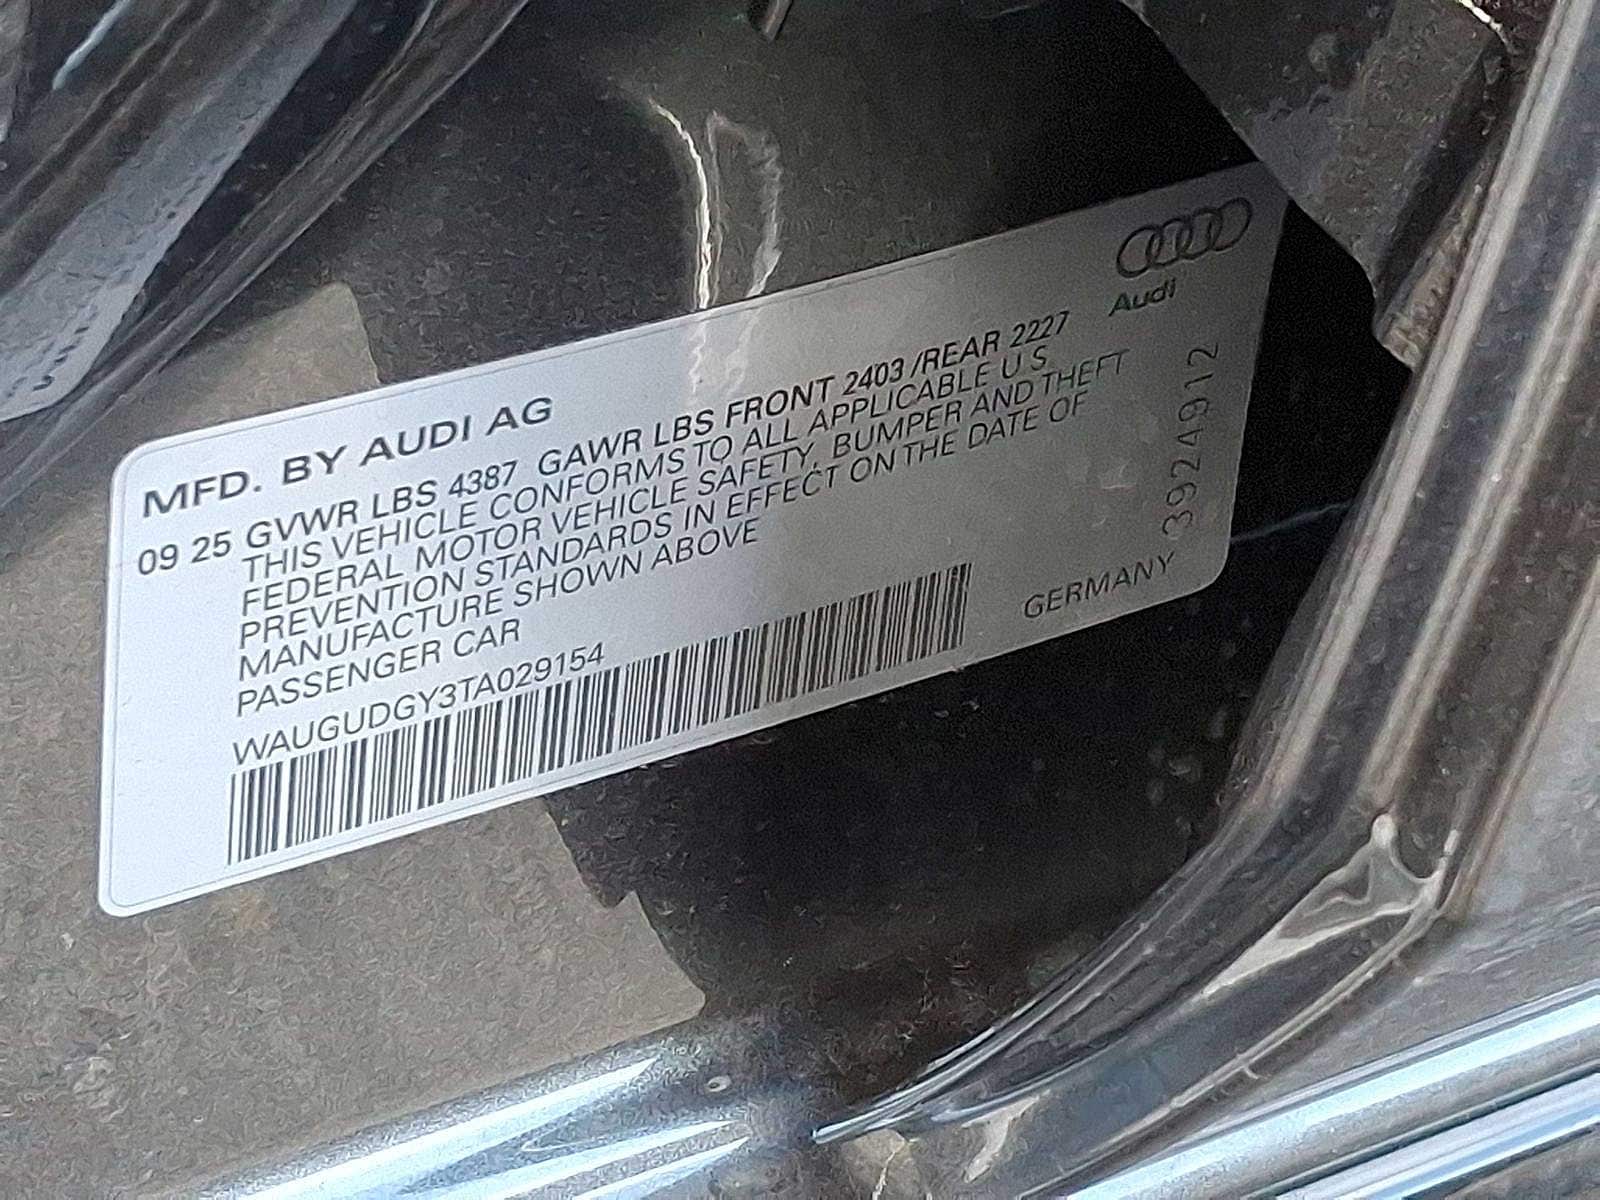 Audi
MFD. BY AUDI AG
09 25 GVWR LBS 4387 GAWR LBS FRONT 2403 /REAR 2227
THIS VEHICLE CONFORMS TO ALL APPLICABLE U S
FEDERAL MOTOR VEHICLE SAFETY, BUMPER AND THEFT
PREVENTION STANDARDS IN EFFECT ON THE DATE OF
MANUFACTURE SHOWN ABOVE
PASSENGER CAR
WAUGUDGY3TA029154
GERMANY
3924912